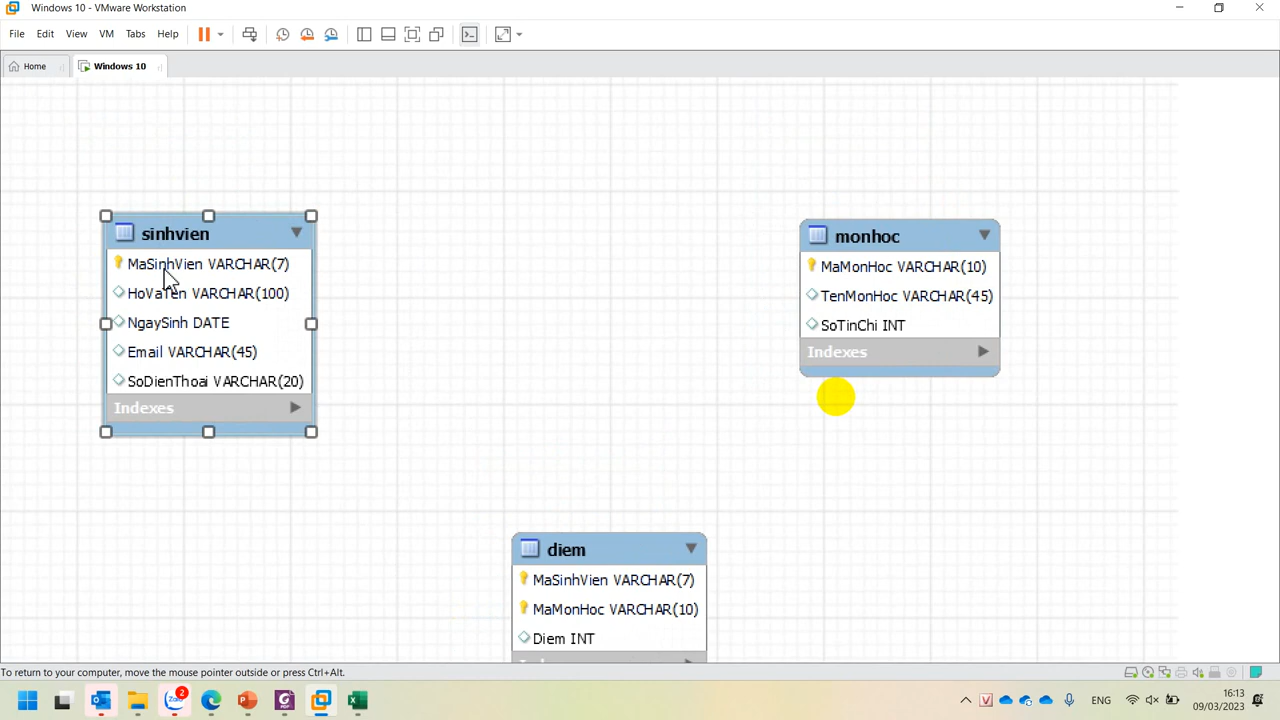 Windows 10 - VMware Workstation
File Edit View VM Tabs Help
Home
Windows 10
sinhvien
MaSinhVien VARCHAR(7)
HoVaTen VARCHAR(100)
NgaySinh DATE
Email VARCHAR(45)
SoDienThoai VARCHAR(20)
Indexes
monhoc
MaMonHoc VARCHAR(10)
TenMonHoc VARCHAR(45)
SoTinChi INT
Indexes
diem
MaSinhVien VARCHAR(7)
MaMonHoc VARCHAR(10)
Diem INT
Indexes
To return to your computer, move the mouse pointer outside or press Ctrl+Alt.
Zalo
2
ENG
16:13
09/03/2023